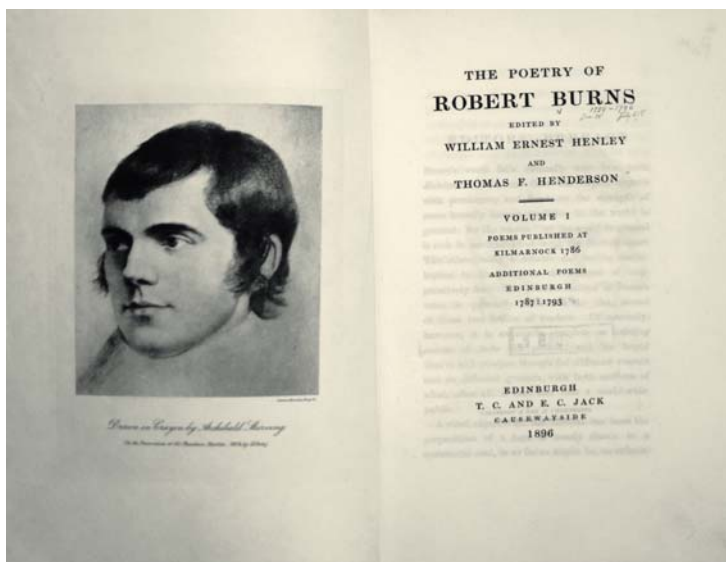 Drawn in Crayon by Archibald Skirving
THE POETRY OF
ROBERT BURNS
EDITED BY
WILLIAM ERNEST HENLEY
AND
THOMAS F. HENDERSON
VOLUME I
POEMS PUBLISHED AT
KILMARNOCK 1786
ADDITIONAL POEMS
EDINBURGH
1787 : 1793
EDINBURGH
T. C. AND E. C. JACK
CAUSEWAYSIDE
1896